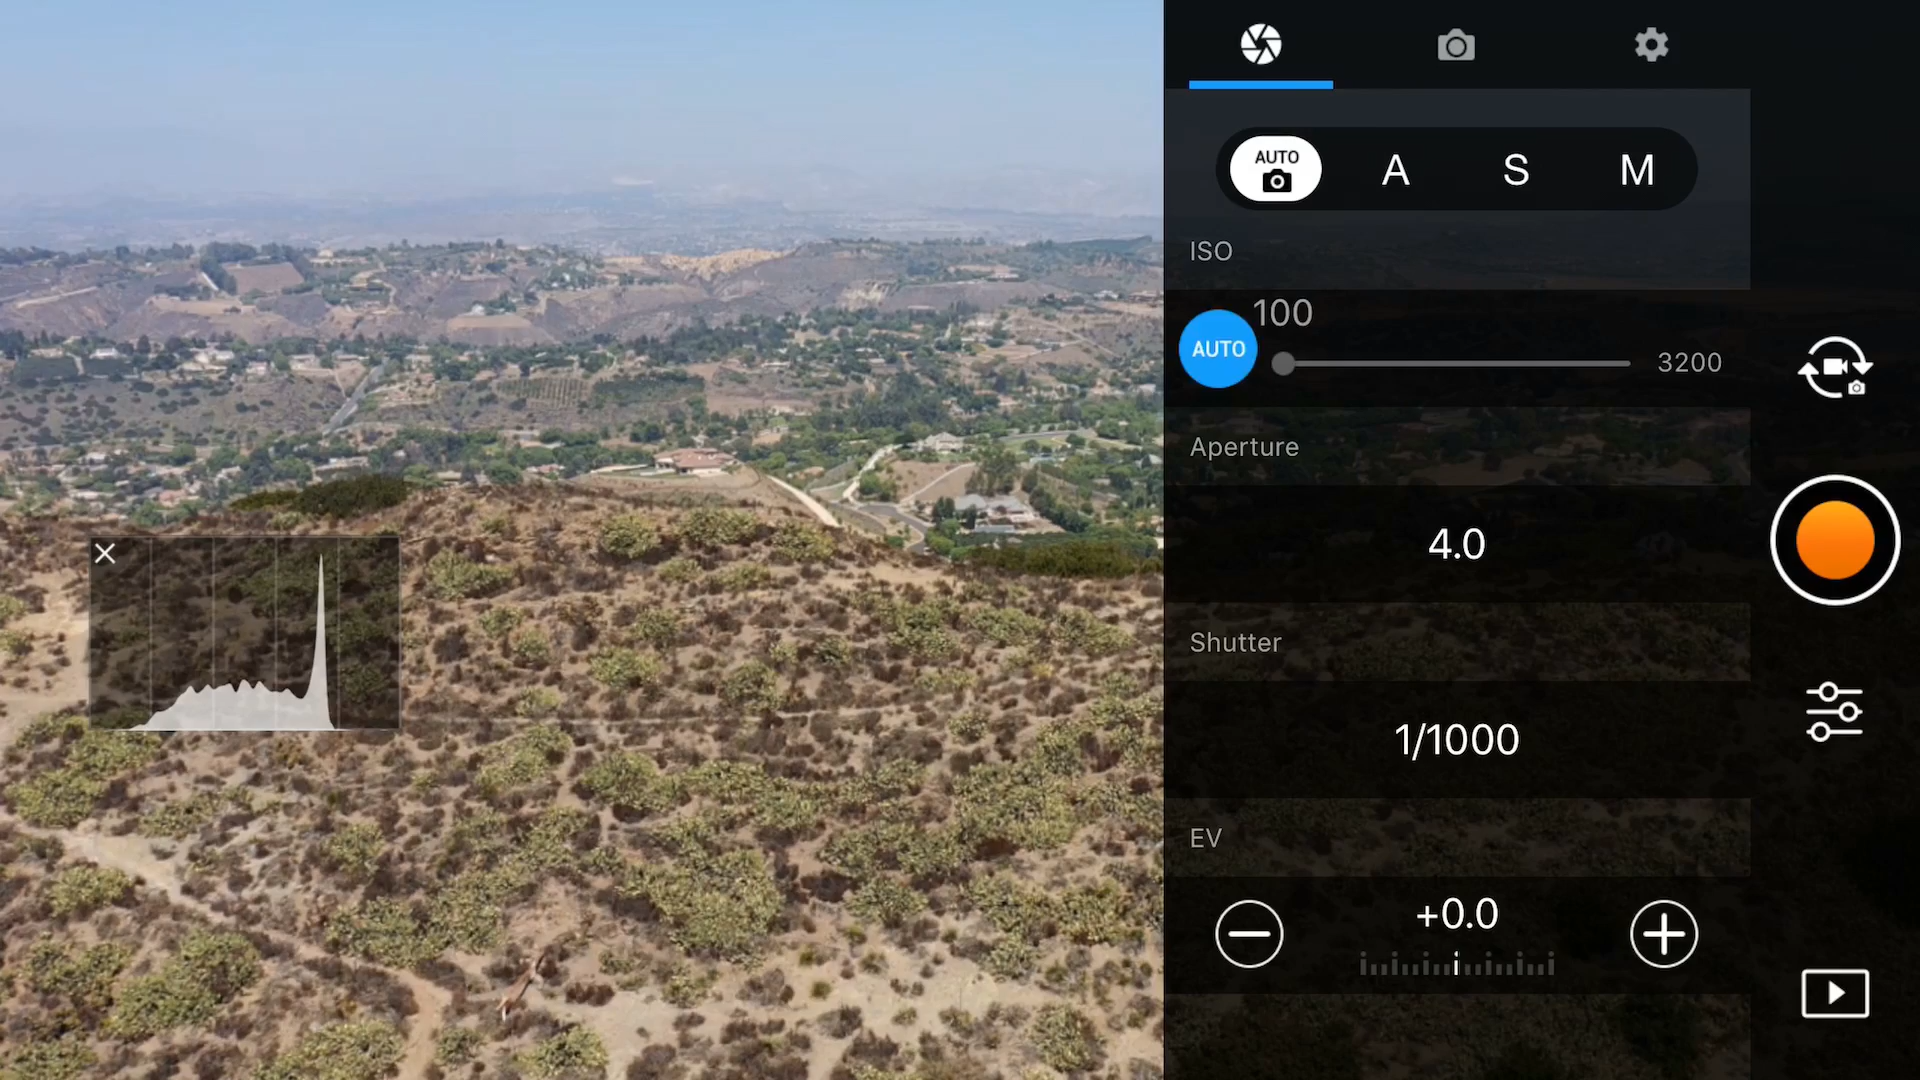 AUTO
A
S
M
ISO
100
AUTO
3200
Aperture
4.0
Shutter
1/1000
EV
+0.0